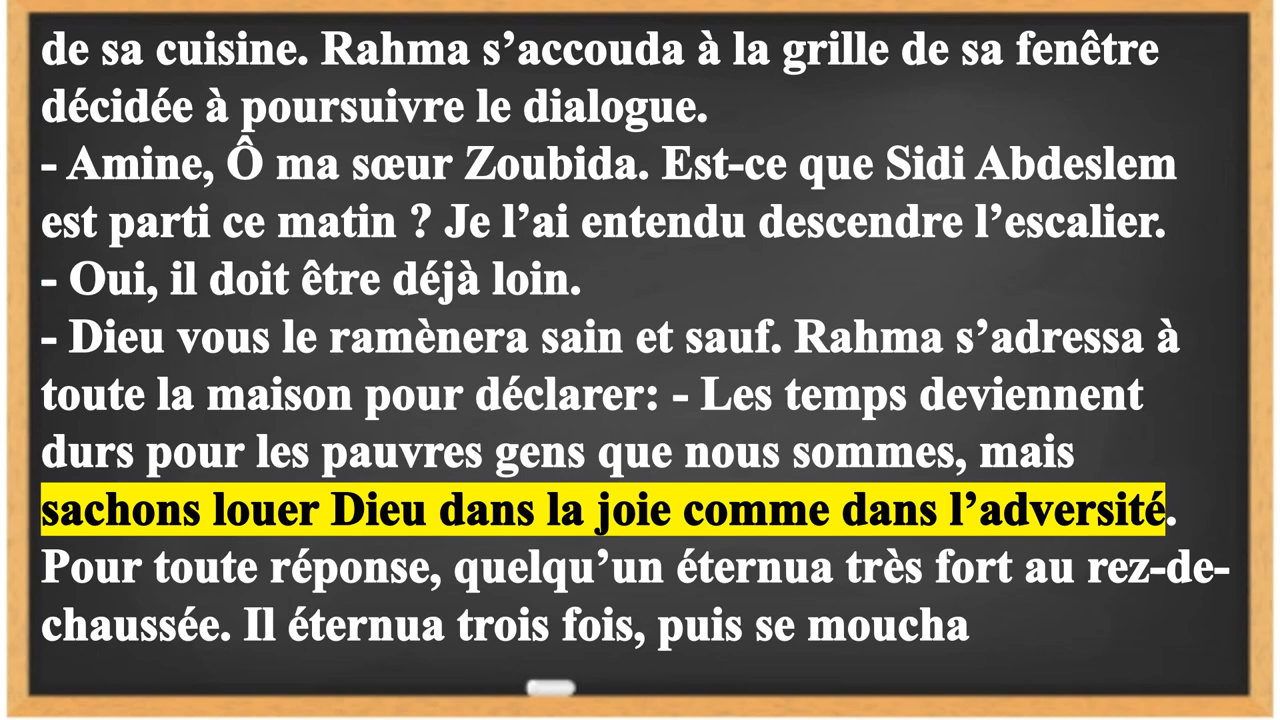 de sa cuisine. Rahma s’accouda à la grille de sa fenêtre
décidée à poursuivre le dialogue.
- Amine, Ô ma sœur Zoubida. Est-ce que Sidi Abdeslem
est parti ce matin ? Je l’ai entendu descendre l’escalier.
- Oui, il doit être déjà loin.
- Dieu vous le ramènera sain et sauf. Rahma s’adressa à
toute la maison pour déclarer: - Les temps deviennent
durs pour les pauvres gens que nous sommes, mais
sachons louer Dieu dans la joie comme dans l’adversité.
Pour toute réponse, quelqu’un éternua très fort au rez-de-
chaussée. Il éternua trois fois, puis se moucha